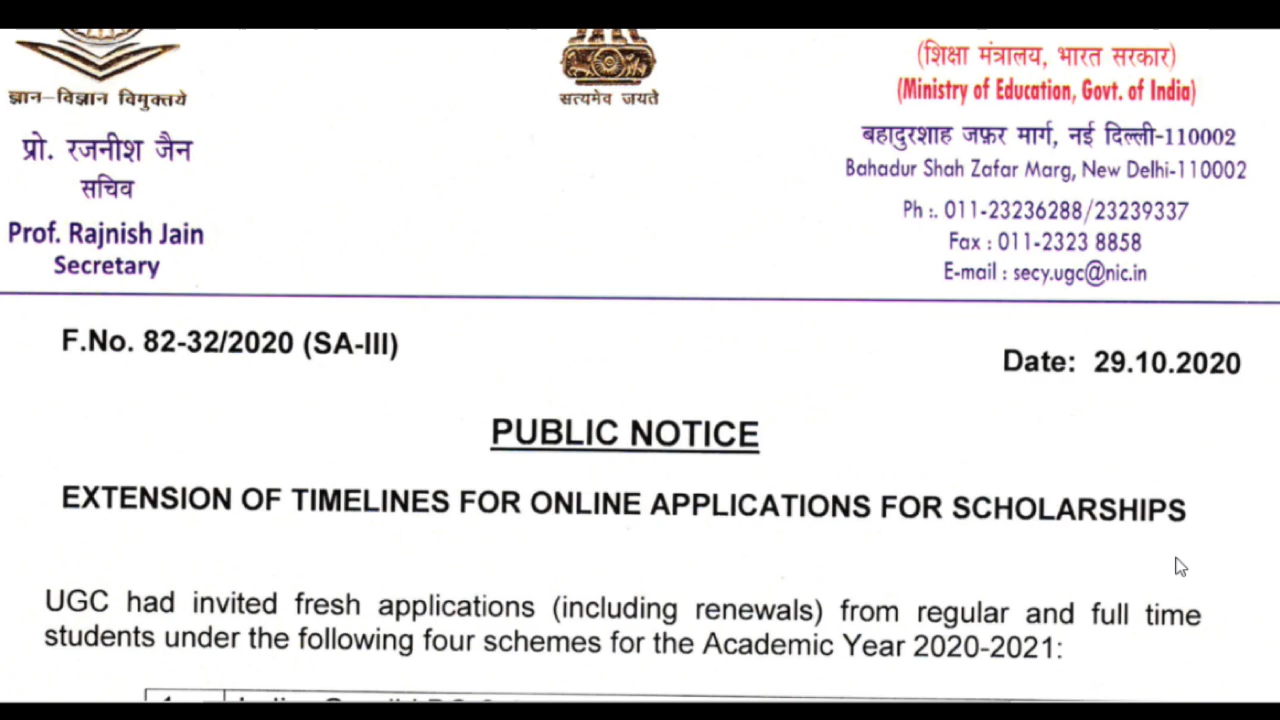 ज्ञान-विज्ञान विमुक्तये
सत्यमेव जयते
(शिक्षा मंत्रालय, भारत सरकार)
(Ministry of Education, Govt. of India)
बहादुरशाह जफ़र मार्ग, नई दिल्ली-110002
Bahadur Shah Zafar Marg, New Delhi-110002
Ph :. 011-23236288/23239337
Fax : 011-2323 8858
E-mail : secy.ugc@nic.in
प्रो. रजनीश जैन
सचिव
Prof. Rajnish Jain
Secretary
F.No. 82-32/2020 (SA-III)
Date: 29.10.2020
PUBLIC NOTICE
EXTENSION OF TIMELINES FOR ONLINE APPLICATIONS FOR SCHOLARSHIPS
UGC had invited fresh applications (including renewals) from regular and full time
students under the following four schemes for the Academic Year 2020-2021: